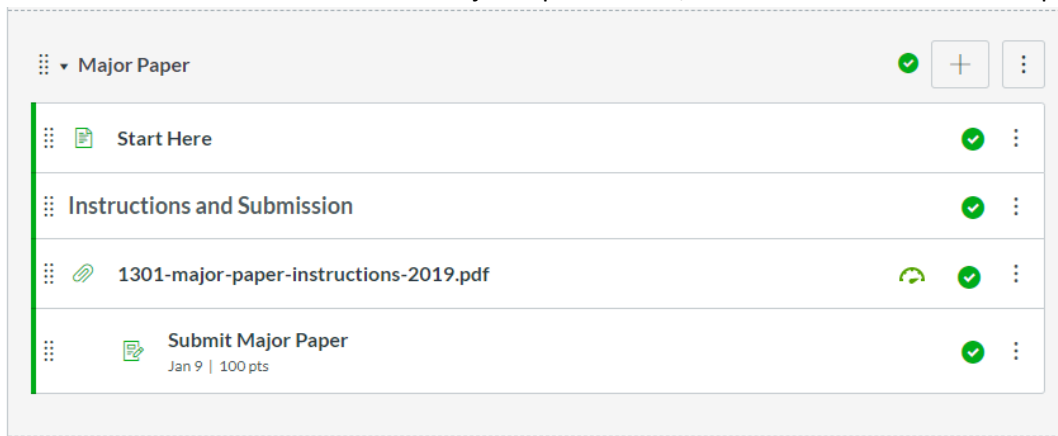 Major Paper
Start Here
Instructions and Submission
1301-major-paper-instructions-2019.pdf
Submit Major Paper
Jan 9 | 100 pts